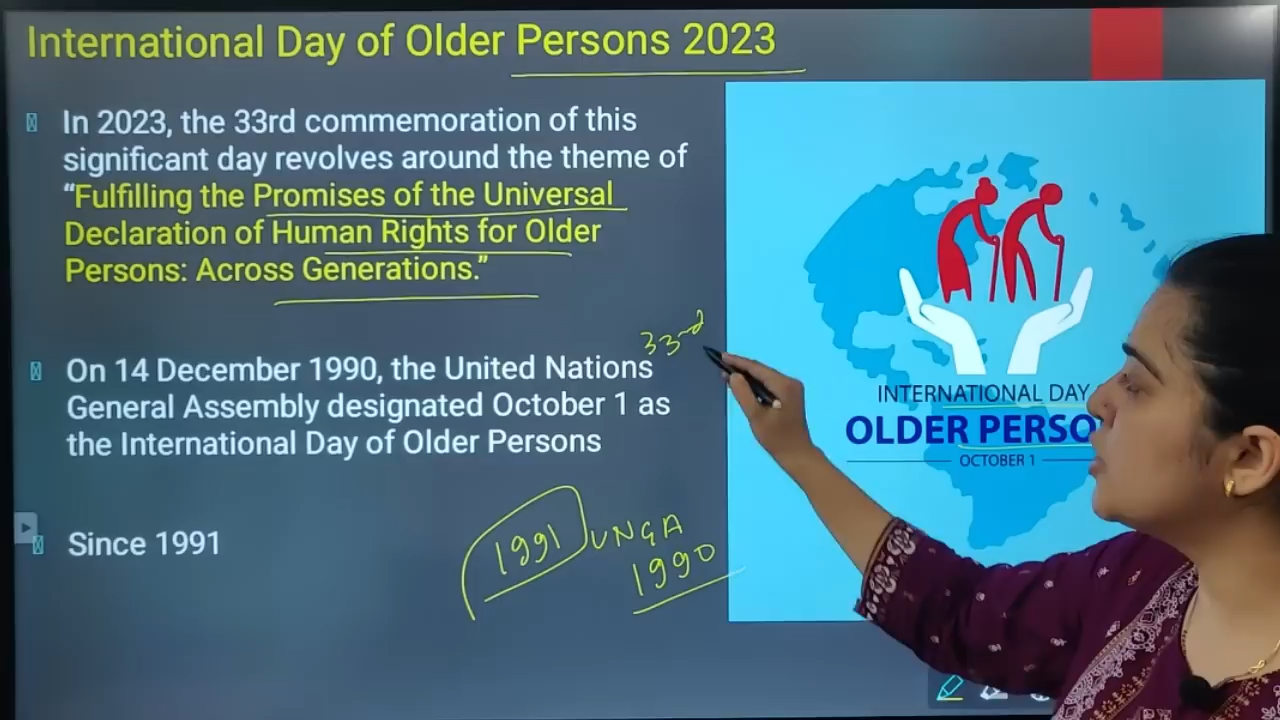 International Day of Older Persons 2023
In 2023, the 33rd commemoration of this
significant day revolves around the theme of
“Fulfilling the Promises of the Universal
Declaration of Human Rights for Older
Persons: Across Generations.”
33rd
On 14 December 1990, the United Nations
General Assembly designated October 1 as
the International Day of Older Persons
Since 1991
1991 UNGA
1990
INTERNATIONAL DAY
OLDER PERSO
OCTOBER 1